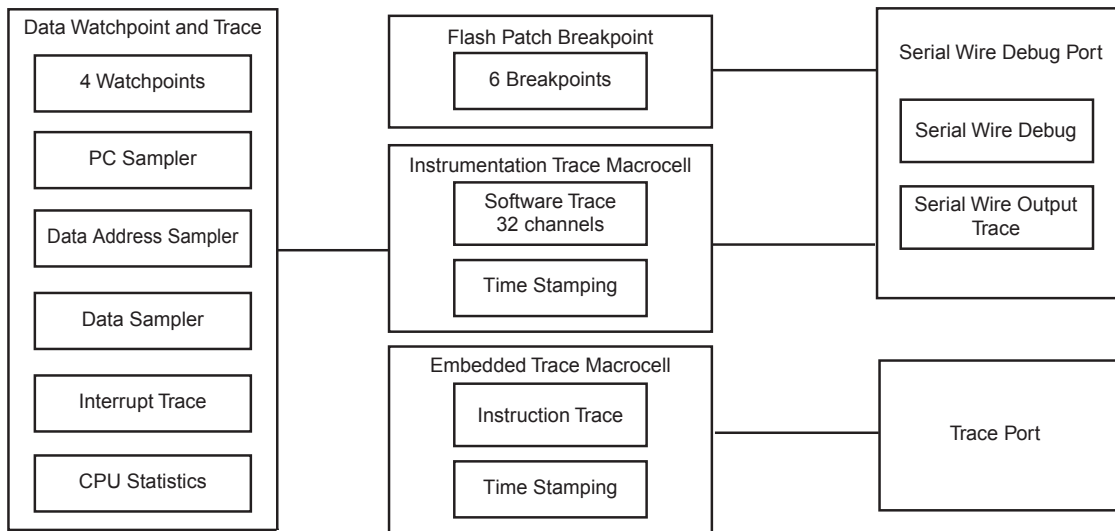 Data Watchpoint and Trace
4 Watchpoints
PC Sampler
Data Address Sampler
Data Sampler
Interrupt Trace
CPU Statistics
Flash Patch Breakpoint
6 Breakpoints
Instrumentation Trace Macrocell
Software Trace
32 channels
Time Stamping
Embedded Trace Macrocell
Instruction Trace
Time Stamping
Serial Wire Debug Port
Serial Wire Debug
Serial Wire Output
Trace
Trace Port